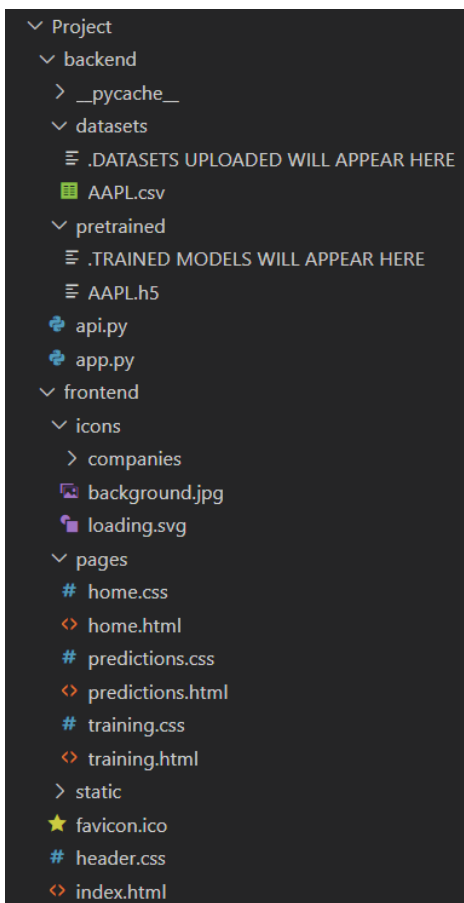 Project
backend
__pycache__
datasets
.DATASETS UPLOADED WILL APPEAR HERE
AAPL.csv
pretrained
.TRAINED MODELS WILL APPEAR HERE
AAPL.h5
api.py
app.py
frontend
icons
companies
background.jpg
loading.svg
pages
home.css
home.html
predictions.css
predictions.html
training.css
training.html
static
favicon.ico
header.css
index.html